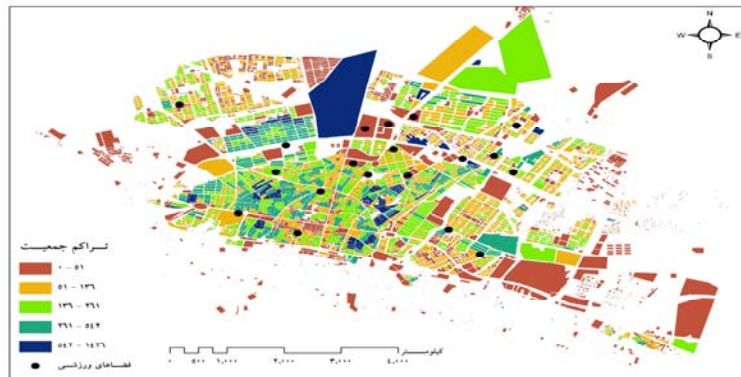 N
W E
S
تراکم جمعیت
۰ - ۵۱
۵۱ - ۱۳۶
۱۳۶ - ۲۶۱
۲۶۱ - ۵۴۲
۵۴۲ - ۱۴۲۶
فضاهای ورزشی
کیلومتر
۰ ۵۰۰ ۱,۰۰۰ ۲,۰۰۰ ۳,۰۰۰ ۴,۰۰۰